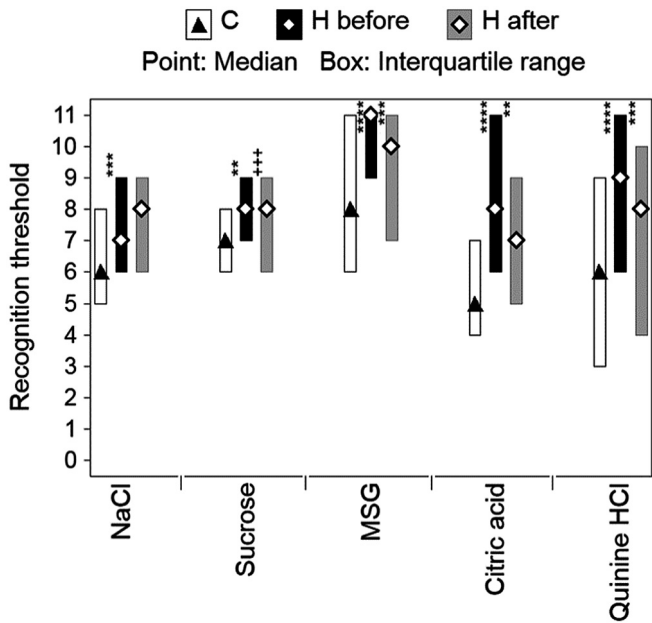 C H before H after
Point: Median Box: Interquartile range
Recognition threshold
11
10
9
8
7
6
5
4
3
2
1
0
***
**
+++
****
***
****
**
****
***
NaCl
Sucrose
MSG
Citric acid
Quinine HCl